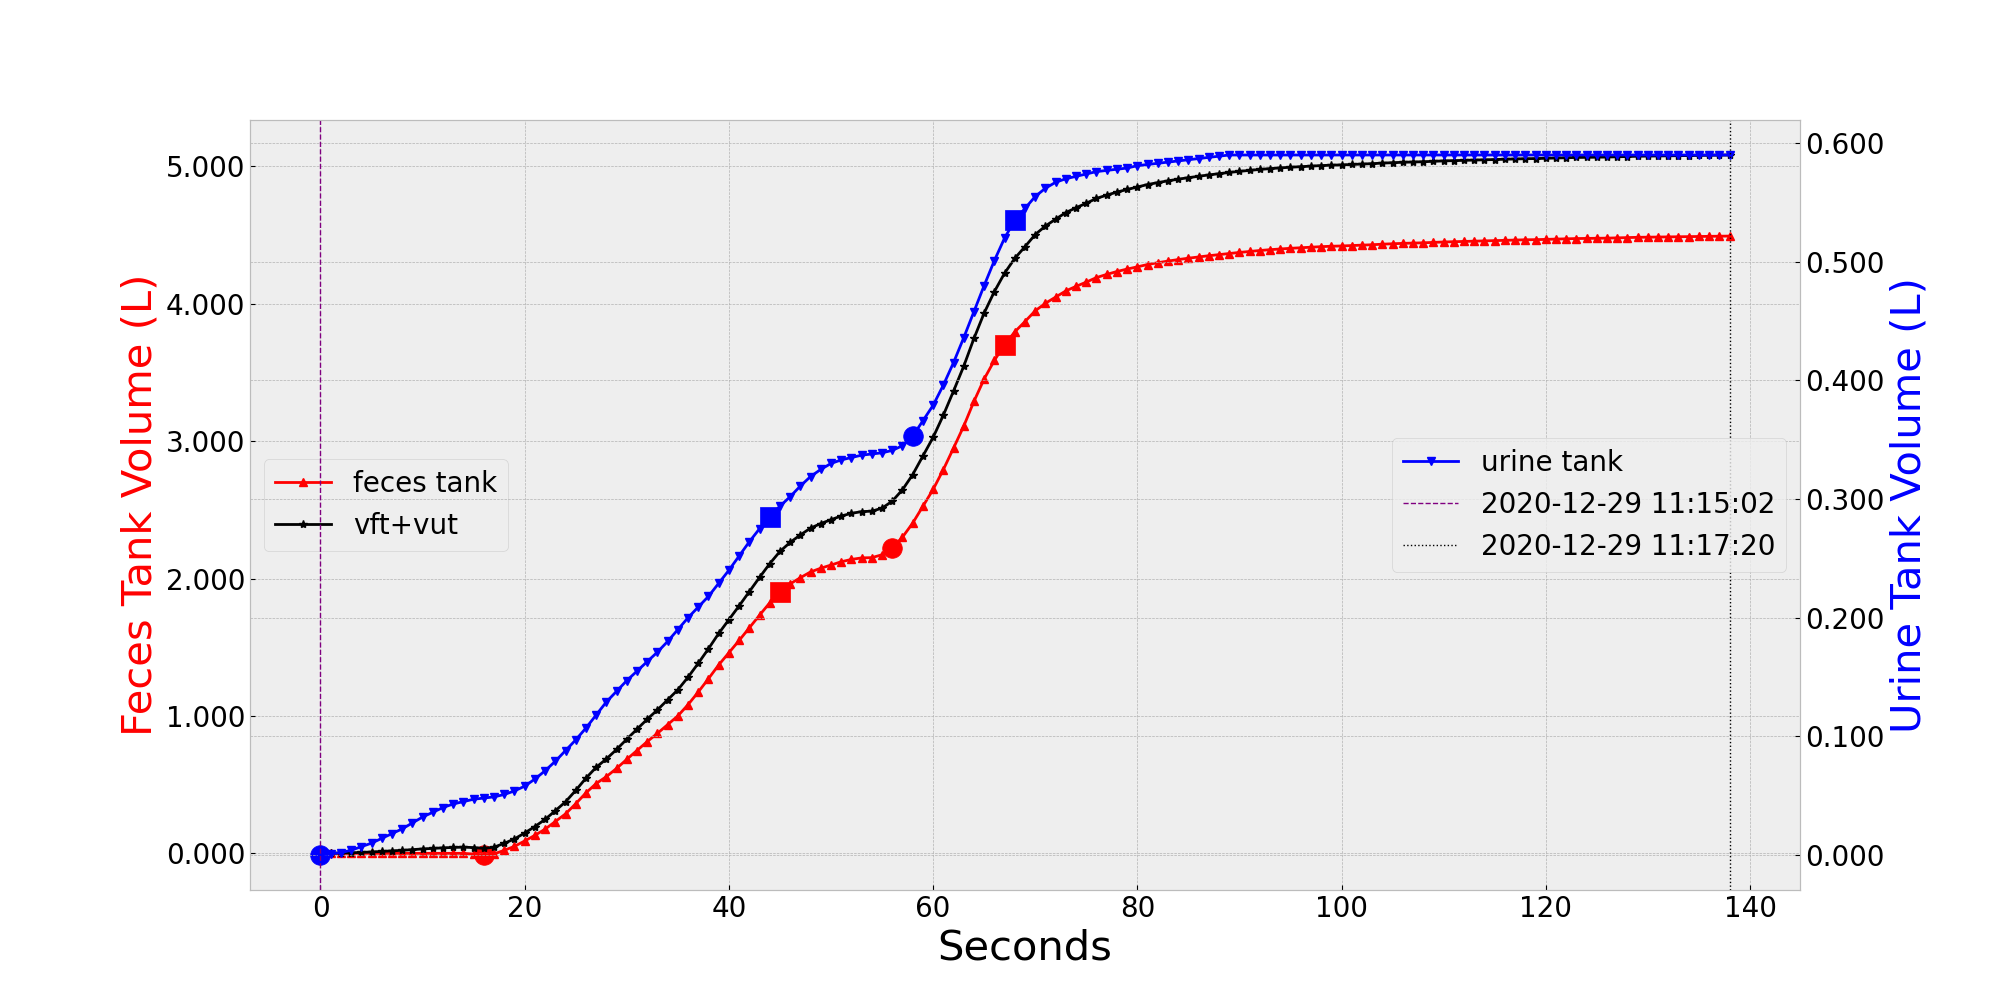 5.000
4.000
3.000
2.000
1.000
0.000
Feces Tank Volume (L)
feces tank
vft+vut
0.600
0.500
0.400
0.300
0.200
0.100
0.000
Urine Tank Volume (L)
urine tank
2020-12-29 11:15:02
2020-12-29 11:17:20
0 20 40 60 80 100 120 140
Seconds